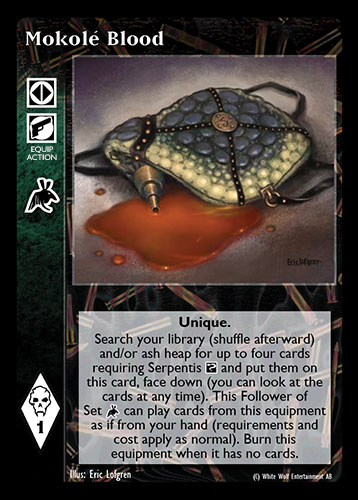 Mokolé Blood
EQUIP
ACTION
Eric Lofgren
Unique.
Search your library (shuffle afterward)
and/or ash heap for up to four cards
requiring Serpentis and put them on
this card, face down (you can look at the
cards at any time). This Follower of
Set can play cards from this equipment
as if from your hand (requirements and
cost apply as normal). Burn this
equipment when it has no cards.
1
Illus: Eric Lofgren
(C) White Wolf Entertainment AB